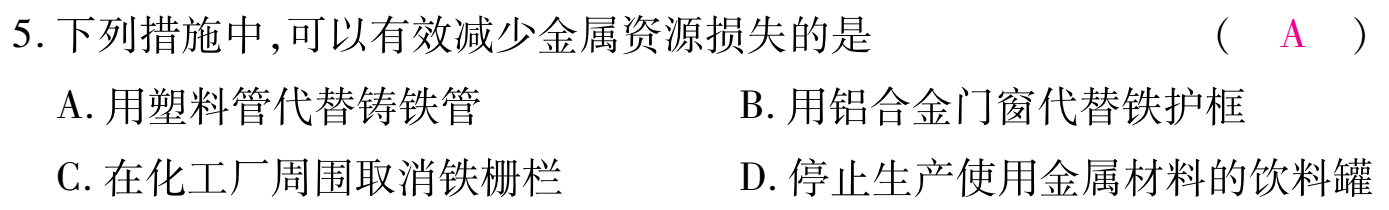 5. 下列措施中,可以有效减少金属资源损失的是 ( A )
A. 用塑料管代替铸铁管 B. 用铝合金门窗代替铁护框
C. 在化工厂周围取消铁栅栏 D. 停止生产使用金属材料的饮料罐